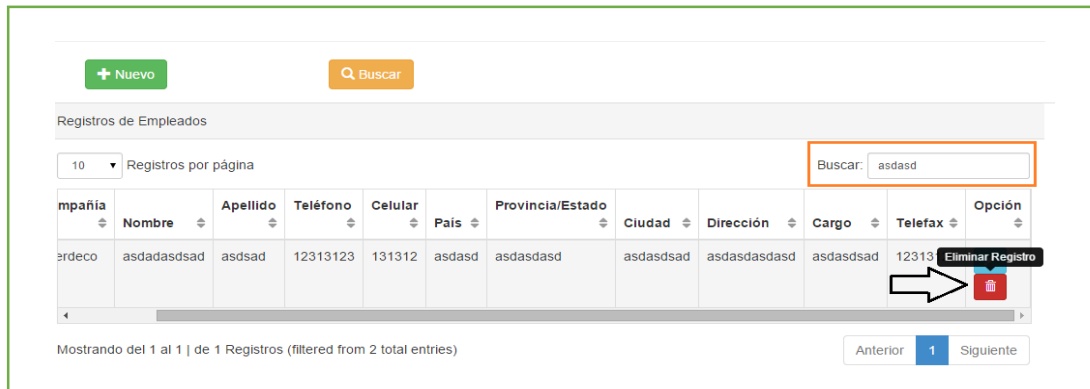 Nuevo Buscar
Registros de Empleados
10 Registros por página Buscar: asdasd
mpañía Nombre Apellido Teléfono Celular País Provincia/Estado Ciudad Dirección Cargo Telefax Opción
erdeco asdadasdsad asdsad 12313123 131312 asdasd asdasdasd asdasdsad asdasdasdasd asdasdsad 12313 Eliminar Registro
Mostrando del 1 al 1 | de 1 Registros (filtered from 2 total entries) Anterior 1 Siguiente